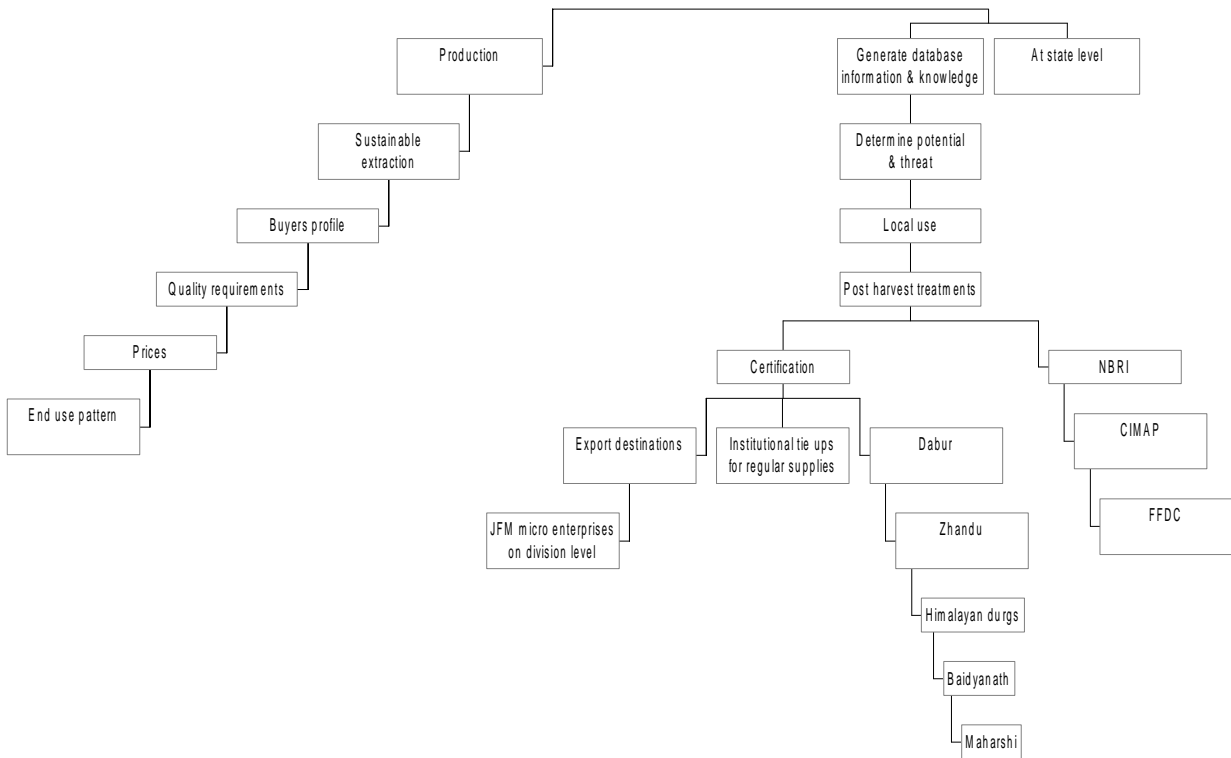 Production
Generate database
information & knowledge
At state level
Sustainable
extraction
Determine potential
& threat
Buyers profile
Local use
Quality requirements
Post harvest treatments
Prices
Certification
NBRI
End use pattern
Export destinations
Institutional tie ups
for regular supplies
Dabur
CIMAP
JFM micro enterprises
on division level
Zhandu
FFDC
Himalayan durgs
Baidyanath
Maharshi